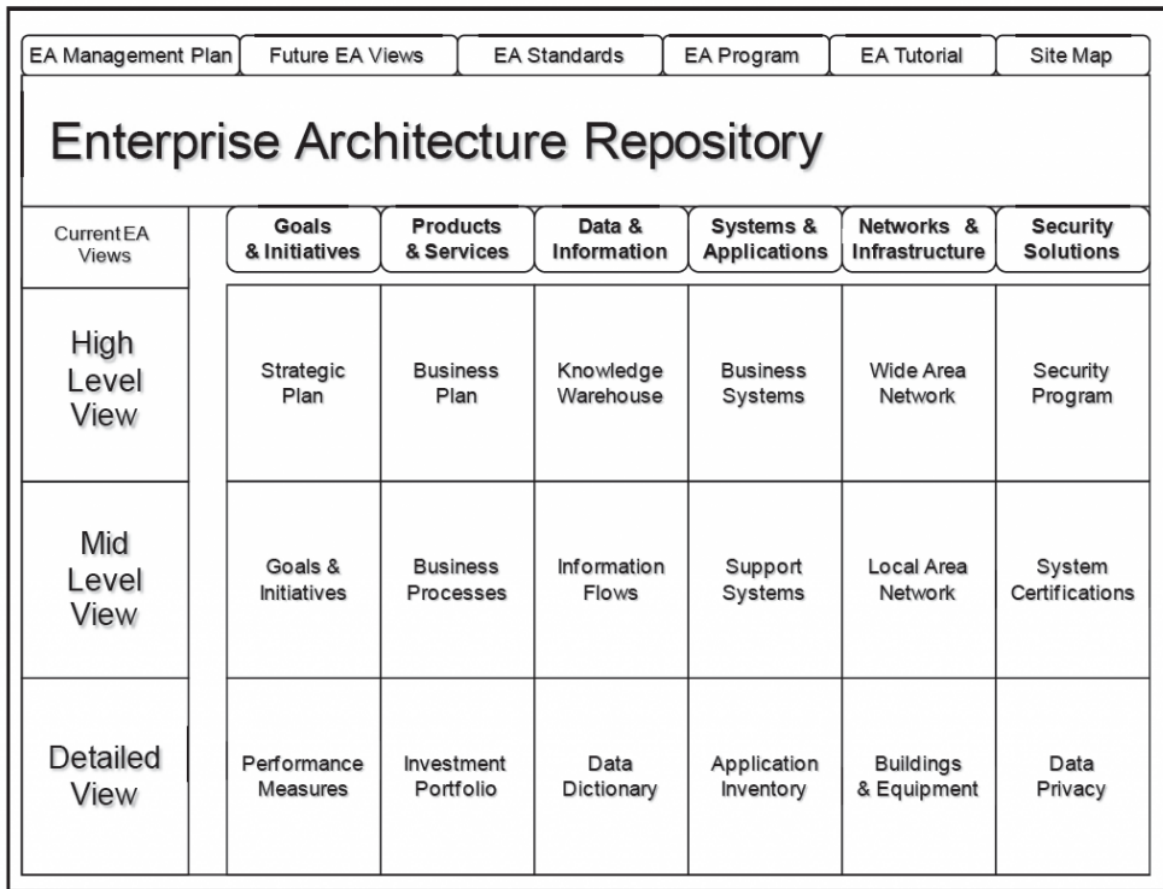 EA Management Plan
Future EA Views
EA Standards
EA Program
EA Tutorial
Site Map
Enterprise Architecture Repository
Current EA
Views
Goals
& Initiatives
Products
& Services
Data &
Information
Systems &
Applications
Networks &
Infrastructure
Security
Solutions
High
Level
View
Strategic
Plan
Business
Plan
Knowledge
Warehouse
Business
Systems
Wide Area
Network
Security
Program
Mid
Level
View
Goals &
Initiatives
Business
Processes
Information
Flows
Support
Systems
Local Area
Network
System
Certifications
Detailed
View
Performance
Measures
Investment
Portfolio
Data
Dictionary
Application
Inventory
Buildings
& Equipment
Data
Privacy